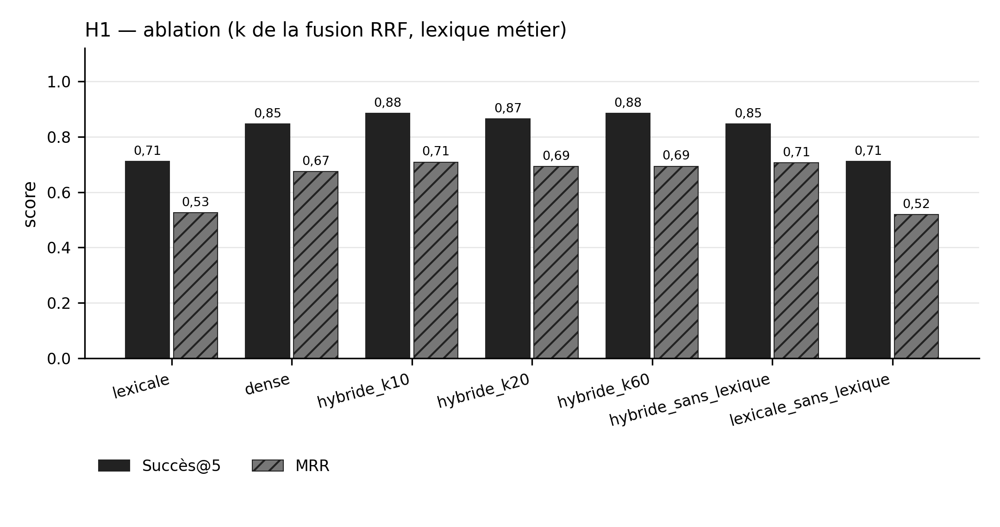 H1 — ablation (k de la fusion RRF, lexique métier)
score
1.0
0.8
0.6
0.4
0.2
0.0
0,71
0,53
0,85
0,67
0,88
0,71
0,87
0,69
0,88
0,69
0,85
0,71
0,71
0,52
lexicale
dense
hybride_k10
hybride_k20
hybride_k60
hybride_sans_lexique
lexicale_sans_lexique
Succès@5
MRR